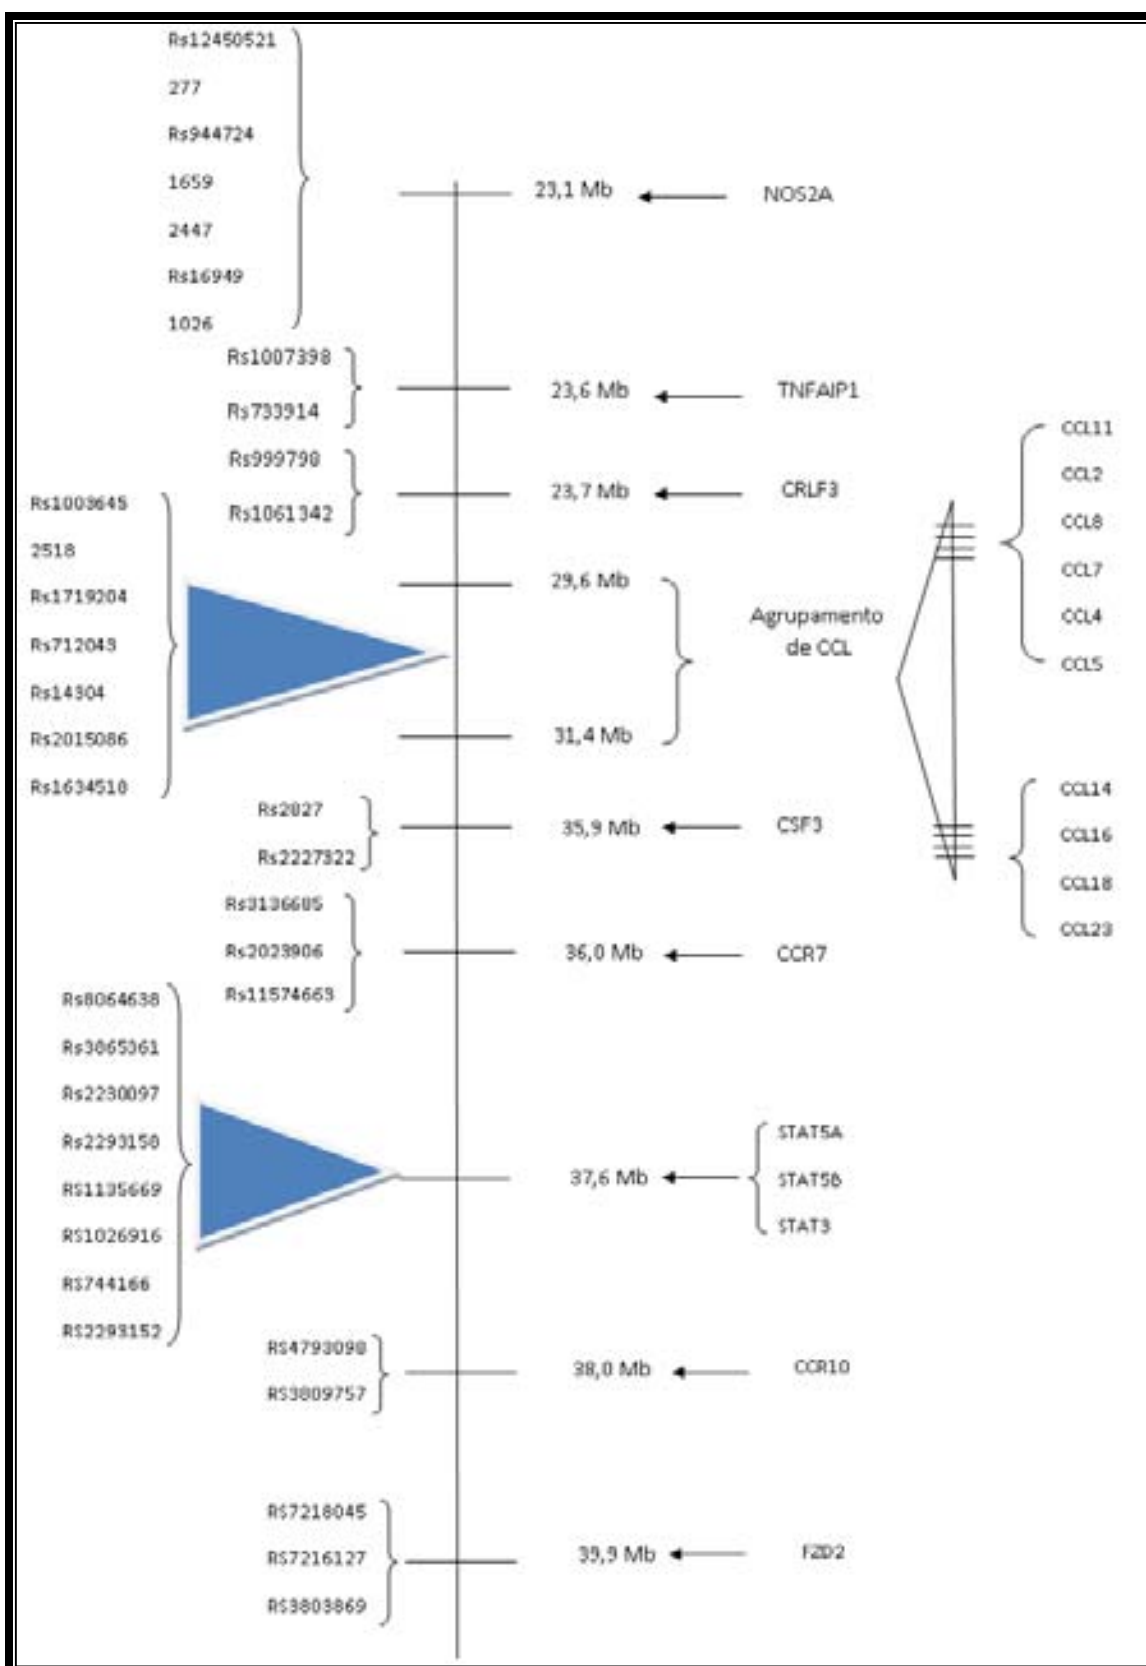 Rs12450521
277
Rs944724
1659
2447
Rs16949
1026
23,1 Mb
NOS2A
Rs1007398
Rs733914
23,6 Mb
TNFAIP1
Rs999798
Rs1061342
23,7 Mb
CRLF3
Rs1003645
2518
Rs1719204
Rs712043
Rs14304
Rs2015086
Rs1634510
29,6 Mb
31,4 Mb
Agrupamento
de CCL
CCL11
CCL2
CCL8
CCL7
CCL4
CCL5
CCL14
CCL16
CCL18
CCL23
Rs2827
Rs2227322
35,9 Mb
CSF3
Rs3136685
Rs2023906
Rs11574663
36,0 Mb
CCR7
Rs8064638
Rs3865361
Rs2230097
Rs2293158
RS1135669
RS1026916
RS744166
RS2293152
37,6 Mb
STAT5A
STAT5B
STAT3
RS4793090
RS3809757
38,0 Mb
CCR10
RS7218045
RS7216127
RS3803869
39,9 Mb
FZD2